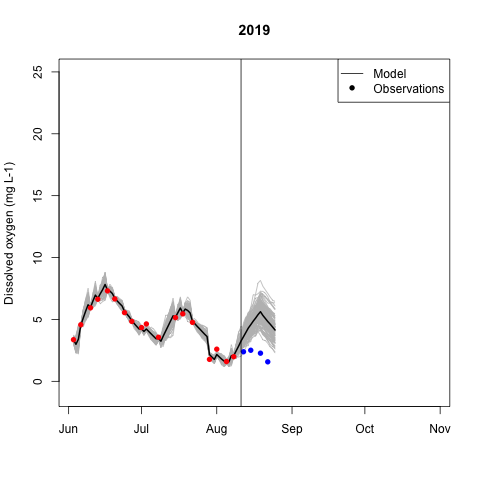 2019
Model
Observations
Dissolved oxygen (mg L-1)
25
20
15
10
5
0
Jun Jul Aug Sep Oct Nov